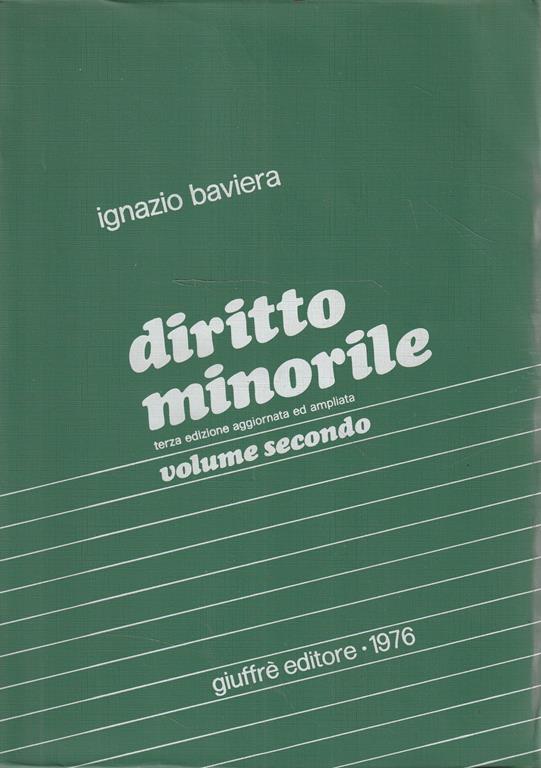 ignazio baviera
diritto
minorile
terza edizione aggiornata ed ampliata
volume secondo
giuffrè editore • 1976